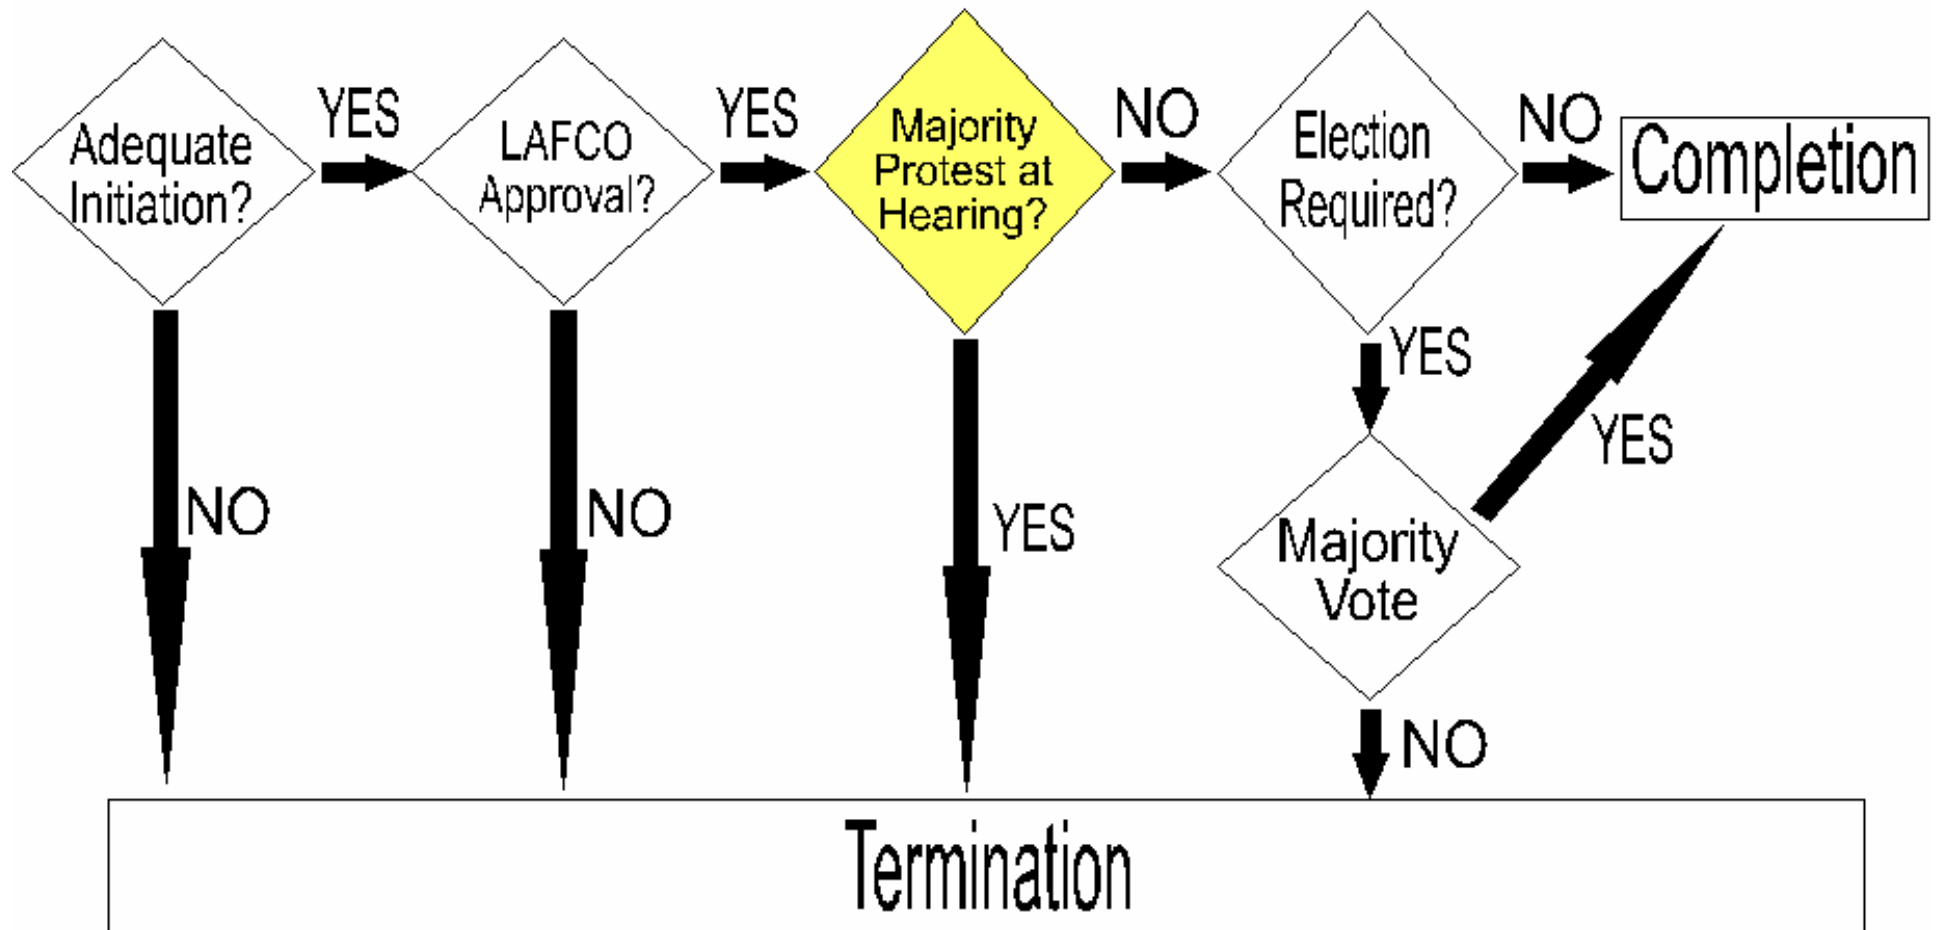 Adequate
Initiation?
YES
LAFCO
Approval?
YES
Majority
Protest at
Hearing?
NO
Election
Required?
NO
Completion
NO
NO
YES
YES
Majority
Vote
YES
NO
Termination